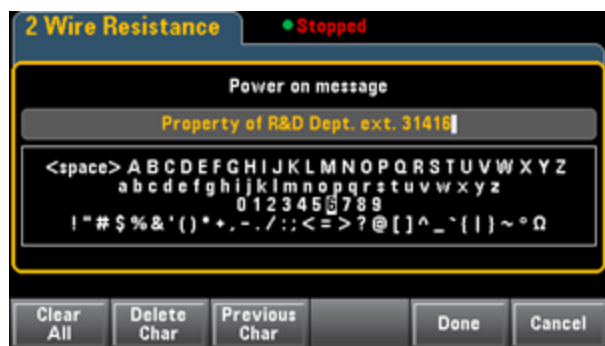 2 Wire Resistance
Stopped
Power on message
Property of R&D Dept. ext. 31416
<space> A B C D E F G H I J K L M N O P Q R S T U V W X Y Z
a b c d e f g h i j k l m n o p q r s t u v w x y z
0 1 2 3 4 5 6 7 8 9
! " # $ % & ' ( ) * + , - . / : ; < = > ? @ [ ] ^ _ ` { | } ~ ° Ω
Clear All
Delete Char
Previous Char
Done
Cancel